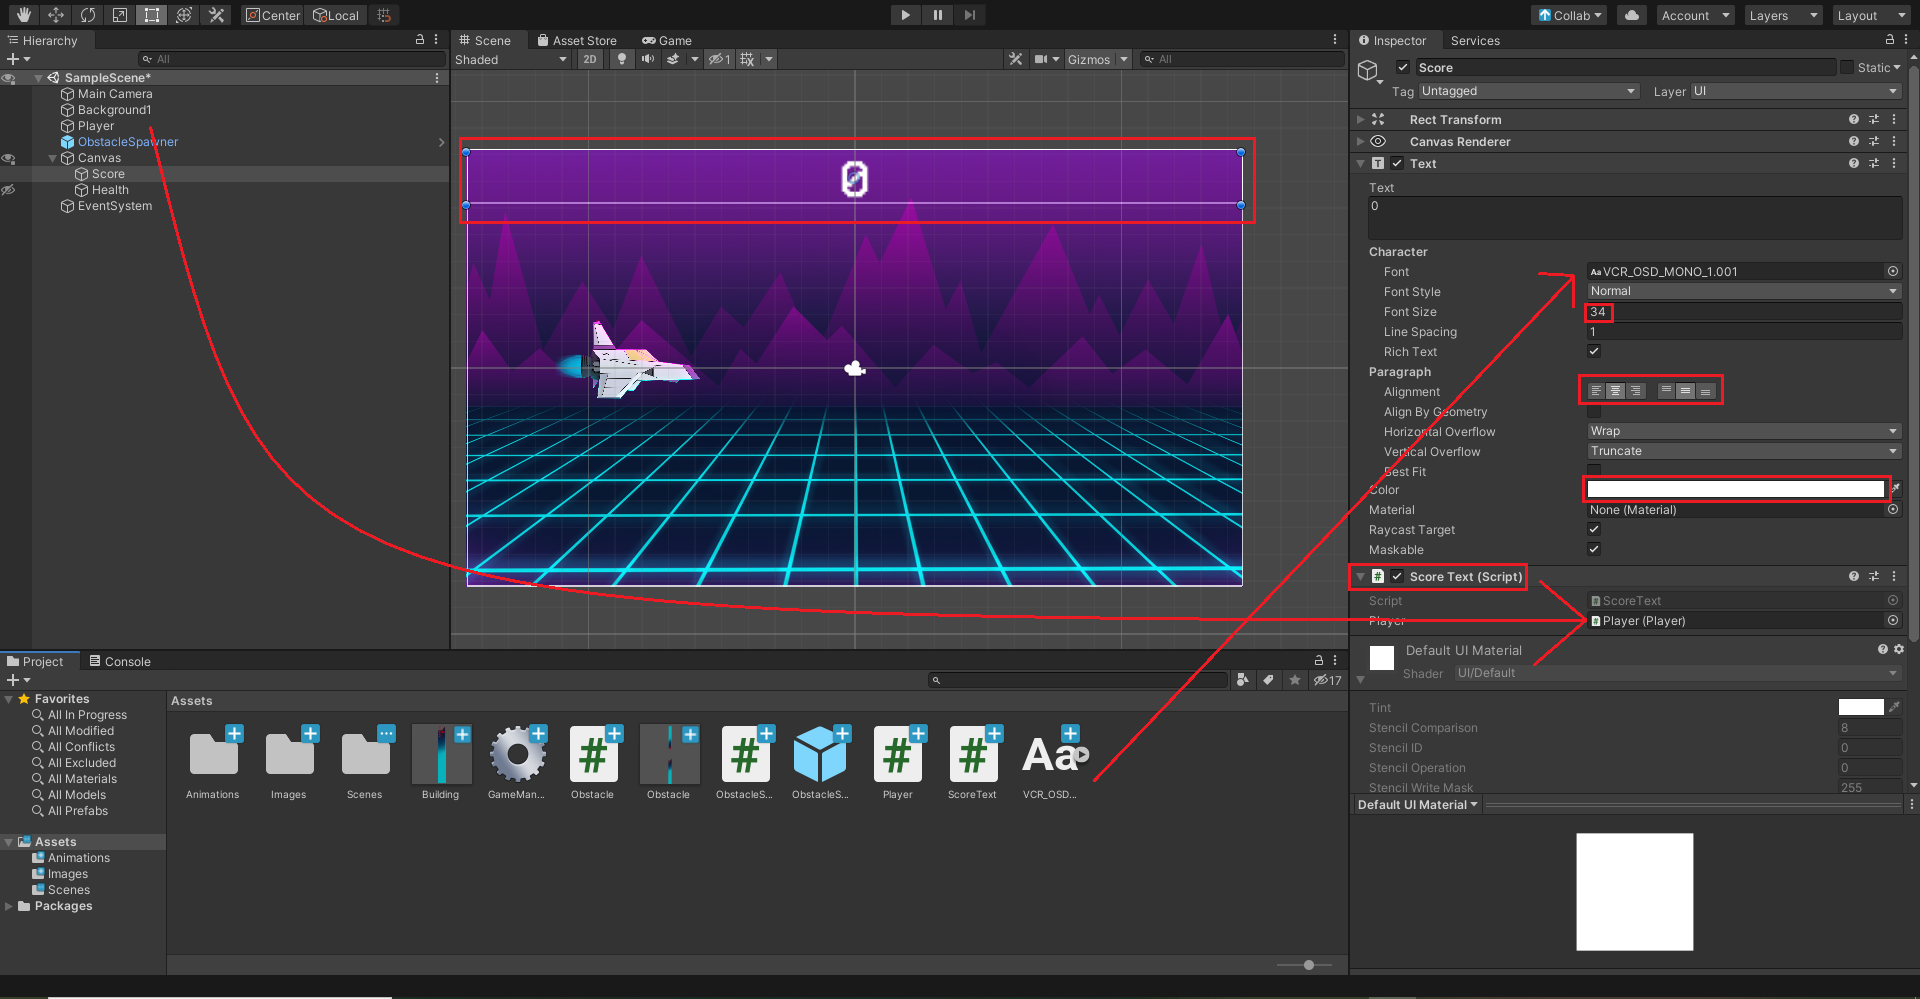 Center
Local
Collab
Account
Layers
Layout
Hierarchy
All
SampleScene*
Main Camera
Background1
Player
ObstacleSpawner
Canvas
Score
Health
EventSystem
Scene
Asset Store
Game
Shaded
2D
1
Gizmos
All
0
Inspector
Services
Score
Static
Tag
Untagged
Layer
UI
Rect Transform
Canvas Renderer
T
Text
Text
0
Character
Font
Aa VCR_OSD_MONO_1.001
Font Style
Normal
Font Size
34
Line Spacing
1
Rich Text
Paragraph
Alignment
Align By Geometry
Horizontal Overflow
Wrap
Vertical Overflow
Truncate
Best Fit
Color
Material
None (Material)
Raycast Target
Maskable
# Score Text (Script)
Script
ScoreText
Player
Player (Player)
Default UI Material
Shader
UI/Default
Tint
Stencil Comparison
8
Stencil ID
0
Stencil Operation
0
Stencil Write Mask
255
Default UI Material
Project
Console
17
Favorites
All In Progress
All Modified
All Conflicts
All Excluded
All Materials
All Models
All Prefabs
Assets
Animations
Images
Scenes
Packages
Assets
Animations
Images
Scenes
Building
GameMan...
#
Obstacle
Obstacle
#
ObstacleS...
ObstacleS...
#
Player
#
ScoreText
Aa
VCR_OSD...